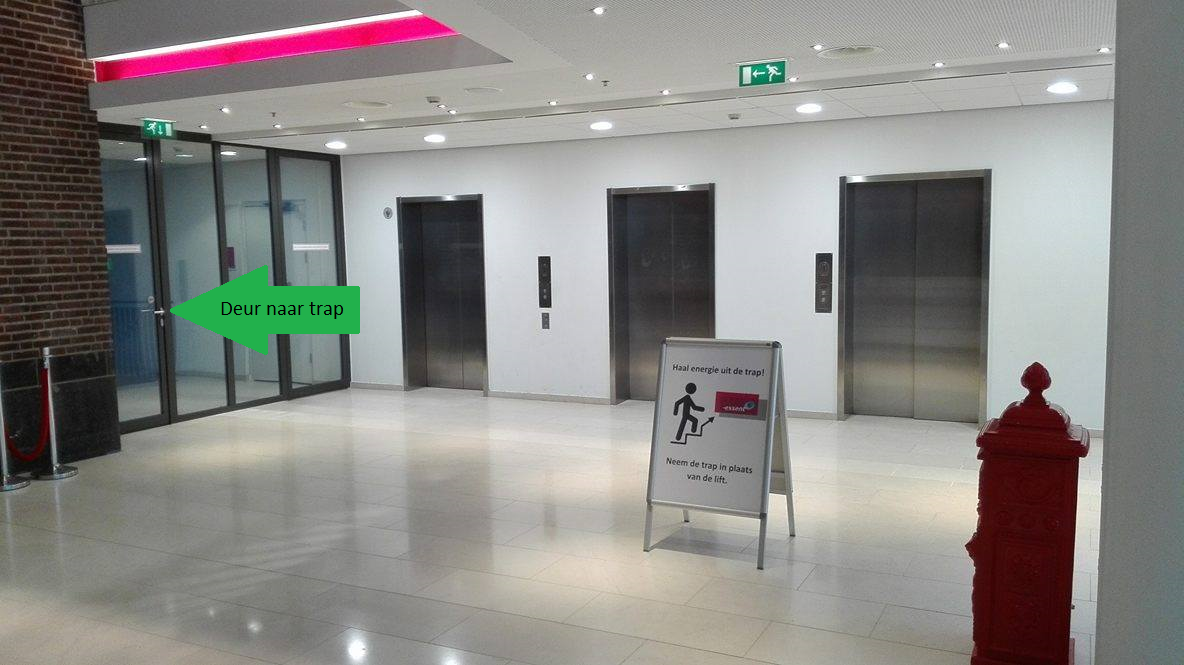 Deur naar trap
Haal energie uit de trap!
essent
Neem de trap in plaats
van de lift.